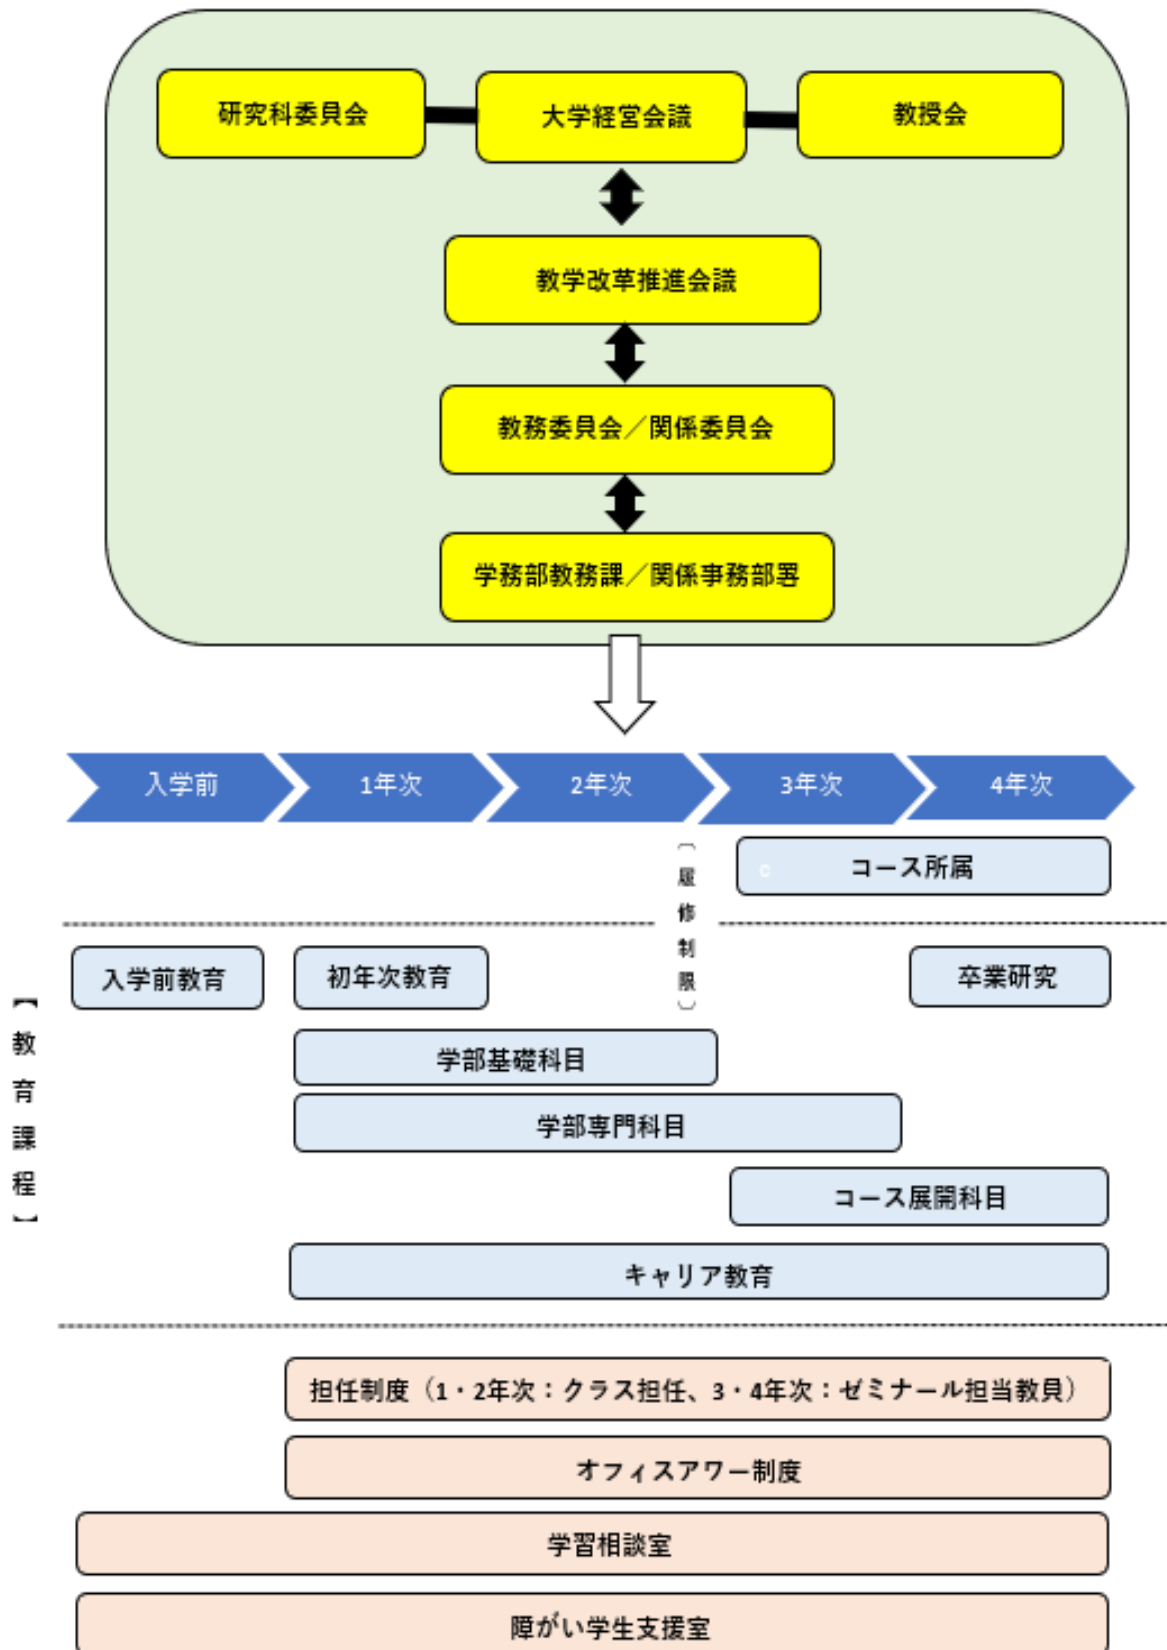 研究科委員会
大学経営会議
教授会
教学改革推進会議
教務委員会／関係委員会
学務部教務課／関係事務部署
入学前
1年次
2年次
3年次
4年次
〔履修制限〕
c
コース所属
【教育課程】
入学前教育
初年次教育
卒業研究
学部基礎科目
学部専門科目
コース展開科目
キャリア教育
担任制度（1・2年次：クラス担任、3・4年次：ゼミナール担当教員）
オフィスアワー制度
学習相談室
障がい学生支援室